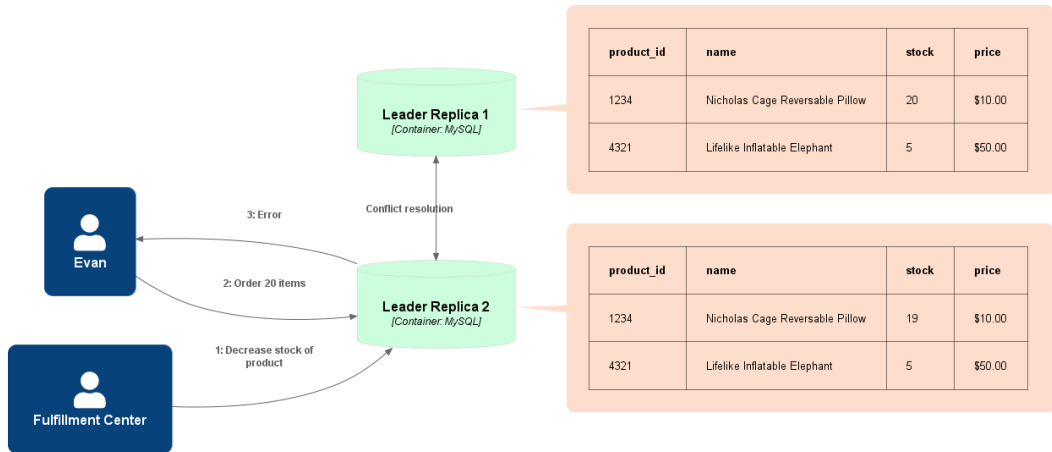 product_id name stock price
1234 Nicholas Cage Reversable Pillow 20 $10.00
4321 Lifelike Inflatable Elephant 5 $50.00
Leader Replica 1
[Container: MySQL]
Conflict resolution
3: Error
Evan
2: Order 20 items
Leader Replica 2
[Container: MySQL]
product_id name stock price
1234 Nicholas Cage Reversable Pillow 19 $10.00
4321 Lifelike Inflatable Elephant 5 $50.00
1: Decrease stock of
product
Fulfillment Center